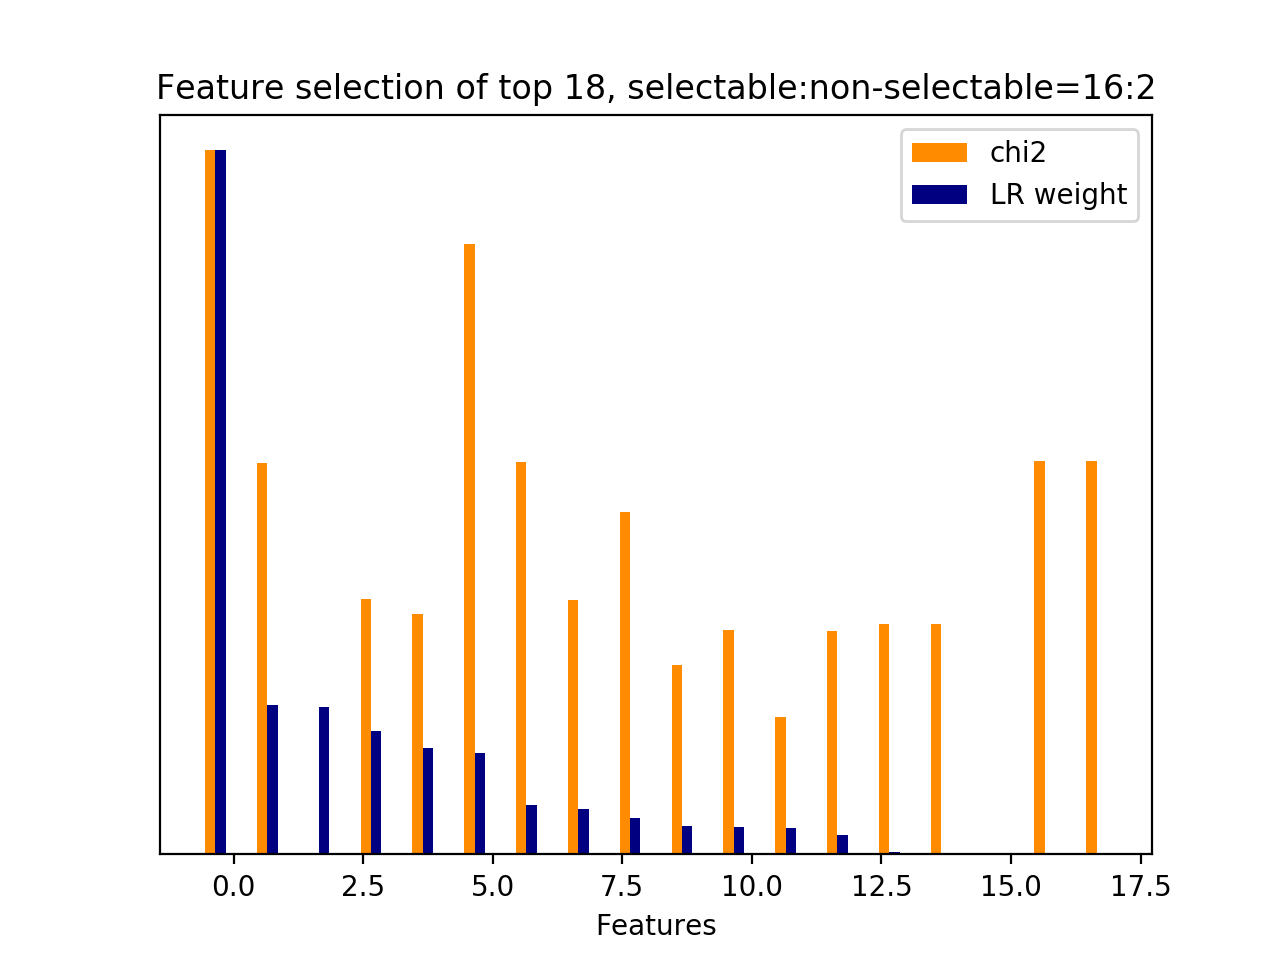 Feature selection of top 18, selectable:non-selectable=16:2
chi2
LR weight
0.0 2.5 5.0 7.5 10.0 12.5 15.0 17.5
Features